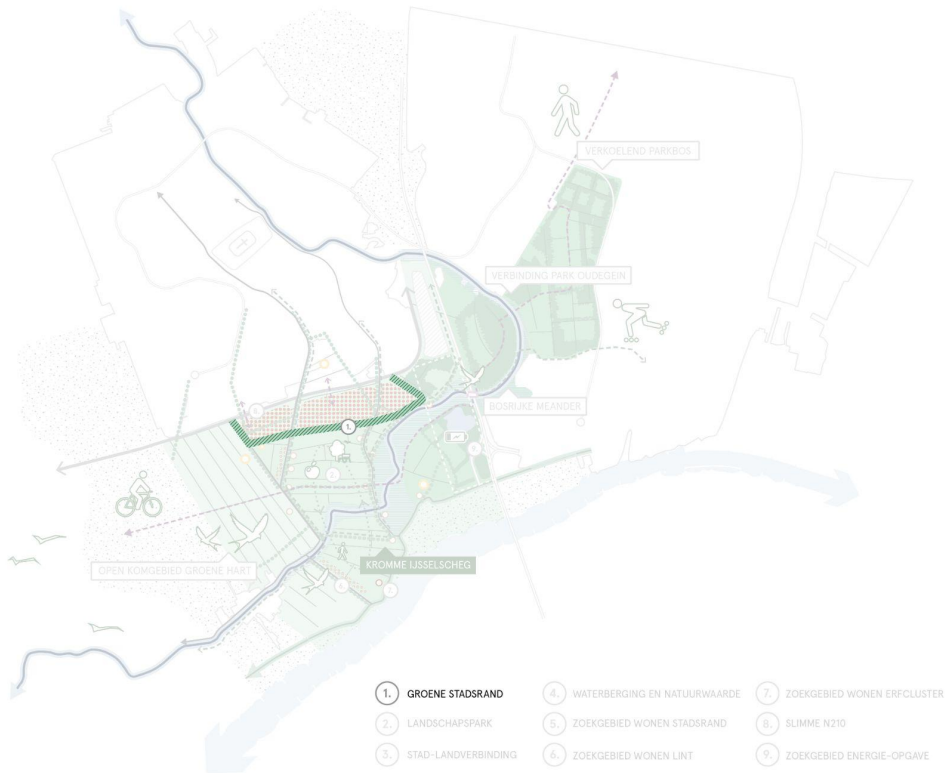 VERKOELEND PARKBOS
VERBINDING PARK OUDEGEIN
BOSRIJKE MEANDER
1.
KROMME IJSSELSCHEG
OPEN KOMGEBIED GROENE HART
1. GROENE STADSRAND
2. LANDSCHAPSPARK
3. STAD-LANDVERBINDING
4. WATERBERGING EN NATUURWAARDE
5. ZOEKGEBIED WONEN STADSRAND
6. ZOEKGEBIED WONEN LINT
7. ZOEKGEBIED WONEN ERFCLUSTER
8. SLIMME N210
9. ZOEKGEBIED ENERGIE-OPGAVE